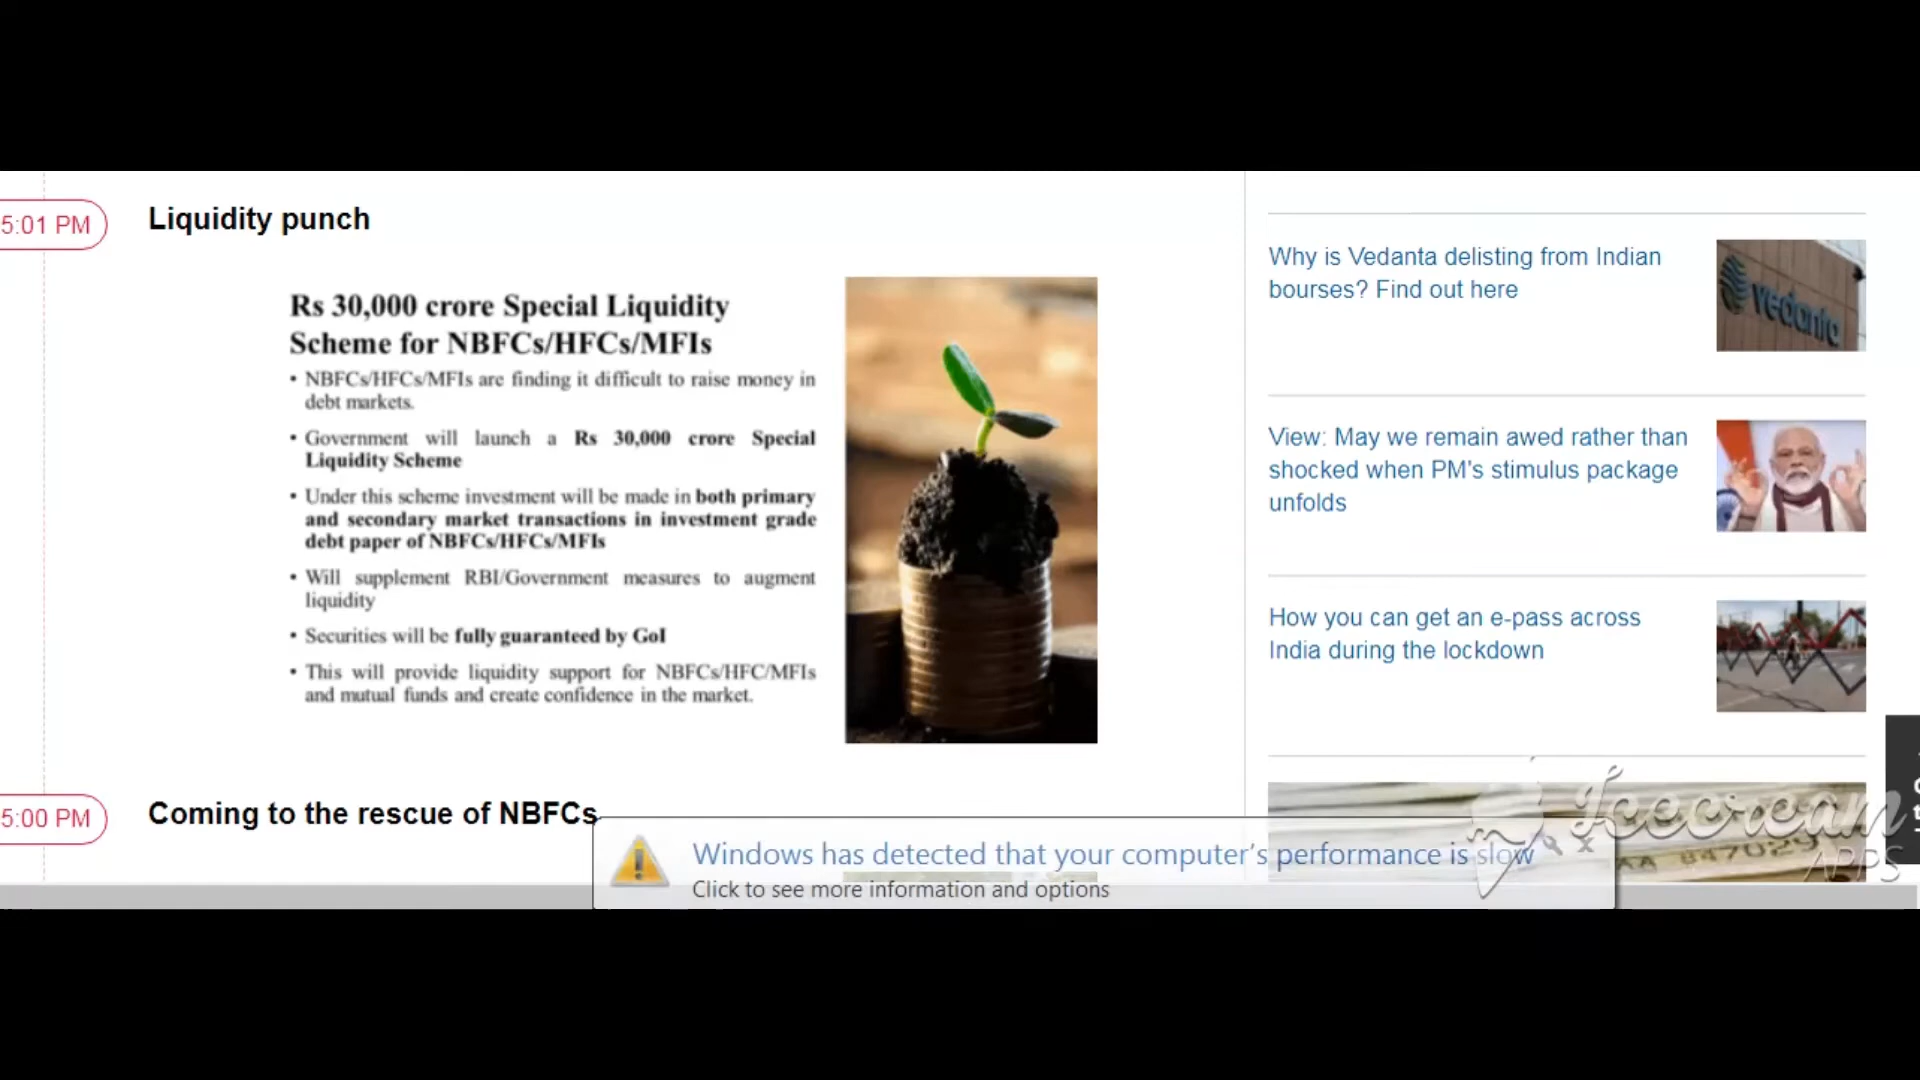 5:01 PM
Liquidity punch
Rs 30,000 crore Special Liquidity
Scheme for NBFCs/HFCs/MFIs
• NBFCs/HFCs/MFIs are finding it difficult to raise money in
debt markets.
• Government will launch a Rs 30,000 crore Special
Liquidity Scheme
• Under this scheme investment will be made in both primary
and secondary market transactions in investment grade
debt paper of NBFCs/HFCs/MFIs
• Will supplement RBI/Government measures to augment
liquidity
• Securities will be fully guaranteed by GoI
• This will provide liquidity support for NBFCs/HFC/MFIs
and mutual funds and create confidence in the market.
5:00 PM
Coming to the rescue of NBFCs
Why is Vedanta delisting from Indian
bourses? Find out here
vedanta
View: May we remain awed rather than
shocked when PM's stimulus package
unfolds
How you can get an e-pass across
India during the lockdown
Icecream
APPS
Windows has detected that your computer's performance is slow
Click to see more information and options